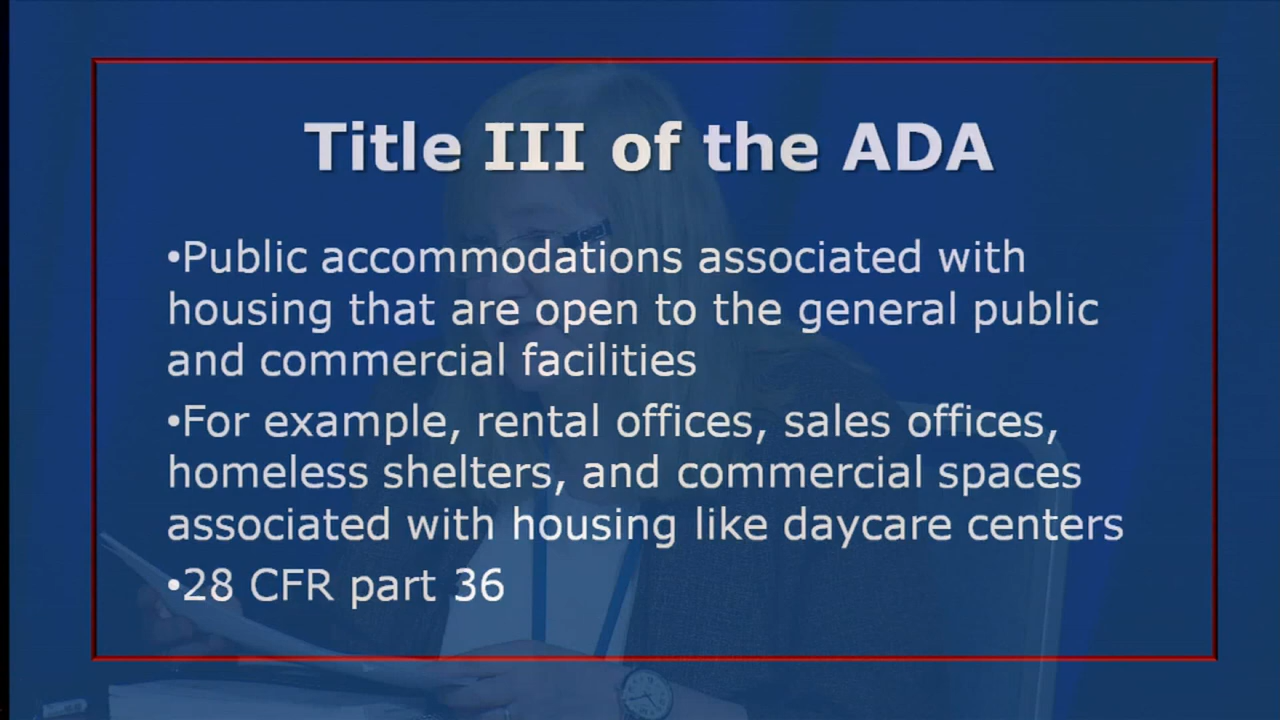 Title III of the ADA
•Public accommodations associated with
housing that are open to the general public
and commercial facilities
•For example, rental offices, sales offices,
homeless shelters, and commercial spaces
associated with housing like daycare centers
•28 CFR part 36